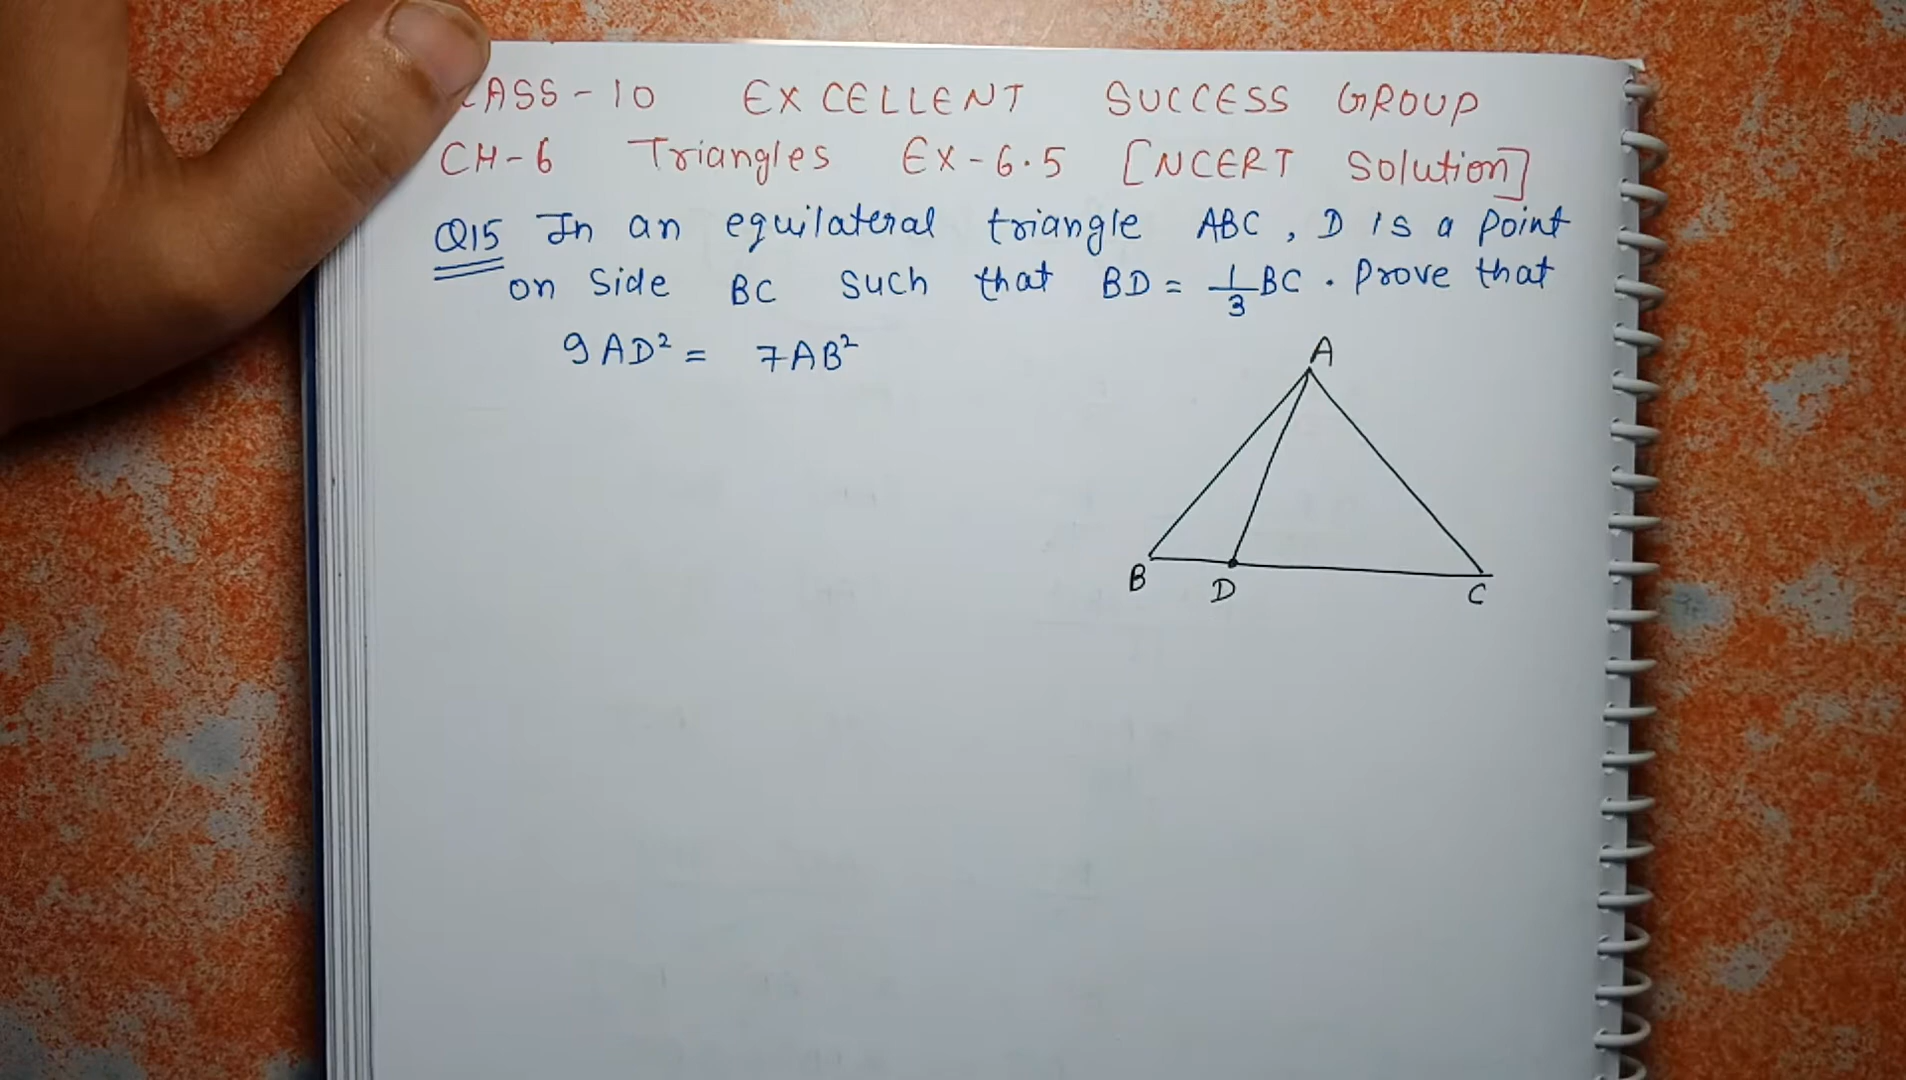 LASS - 10 EXCELLENT SUCCESS GROUP
CH-6 Triangles EX-6.5 [NCERT Solution]
Q15 In an equilateral triangle ABC, D is a point
on side BC such that BD = 1/3 BC. Prove that
9AD² = 7AB²
A
B D C